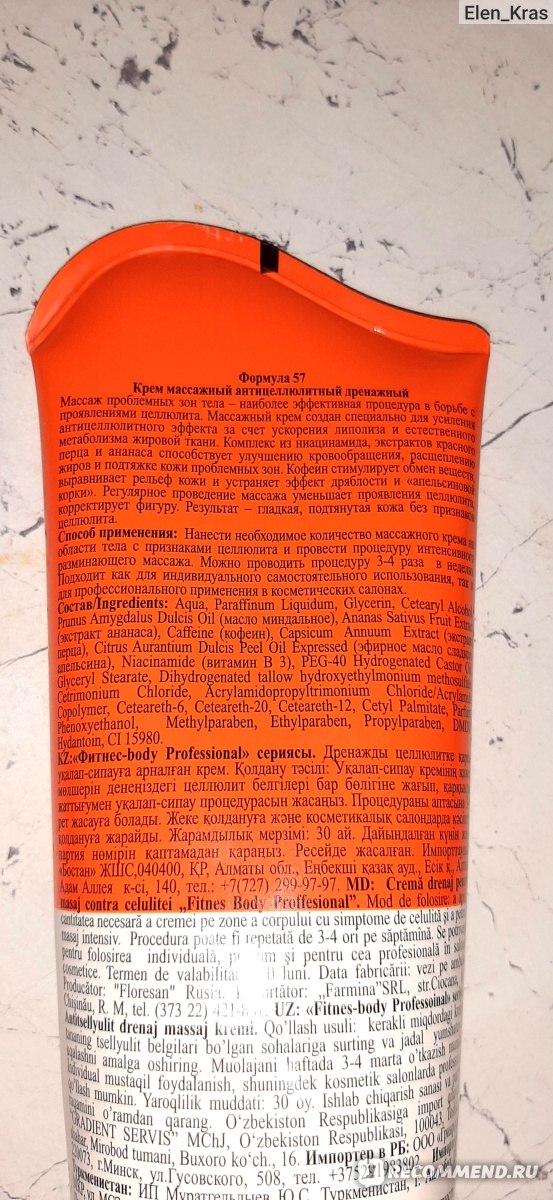 Elen_Kras
Формула 57
Крем массажный антицеллюлитный дренажный
Массаж проблемных зон тела – наиболее эффективная процедура в борьбе с
проявлениями целлюлита. Массажный крем создан специально для усиления
антицеллюлитного эффекта за счет ускорения липолиза и естественного
метаболизма жировой ткани. Комплекс из ниацинамида, экстрактов красного
перца и ананаса способствует улучшению кровообращения, расщеплению
жиров и подтяжке кожи проблемных зон. Кофеин стимулирует обмен веществ,
выравнивает рельеф кожи и устраняет эффект дряблости и «апельсиновой
корки». Регулярное проведение массажа уменьшает проявления целлюлита,
корректирует фигуру. Результат – гладкая, подтянутая кожа без признаков
целлюлита.
Способ применения: Нанести необходимое количество массажного крема на
области тела с признаками целлюлита и провести процедуру интенсивного
разминающего массажа. Можно проводить процедуру 3-4 раза в неделю.
Подходит как для индивидуального самостоятельного использования, так и
для профессионального применения в косметических салонах.
Состав/Ingredients: Aqua, Paraffinum Liquidum, Glycerin, Cetearyl Alcohol,
Prunus Amygdalus Dulcis Oil (масло миндальное), Ananas Sativus Fruit Extract
(экстракт ананаса), Caffeine (кофеин), Capsicum Annuum Extract (экстракт
перца), Citrus Aurantium Dulcis Peel Oil Expressed (эфирное масло сладкого
апельсина), Niacinamide (витамин В 3), PEG-40 Hydrogenated Castor Oil,
Glyceryl Stearate, Dihydrogenated tallow hydroxyethylmonium methosulfate,
Cetrimonium Chloride, Acrylamidopropyltrimonium Chloride/Acrylamide
Copolymer, Ceteareth-6, Ceteareth-20, Ceteareth-12, Cetyl Palmitate, Parfum,
Phenoxyethanol, Methylparaben, Ethylparaben, Propylparaben, DMDM
Hydantoin, CI 15980.
KZ:«Фитнес-body Professional» сериясы. Дренажды целлюлитке
уқалап-сипауға арналған крем. Қолдану тәсілі: Уқалап-сипау кремінің
мөлшерін денеңіздегі целлюлит белгілері бар бөлігіне жағып,
жаттығумен уқалап-сипау процедурасын жасаңыз. Процедураны аптасына
рет жасауға болады. Жеке қолдануға және косметикалық салондарда
қолдануға жарайды. Жарамдылық мерзімі: 30 ай. Дайындалған күнін
партия нөмірін қаптамадан қараңыз. Ресейде жасалған.
«Бостан» ЖШС,040400, ҚР, Алматы обл., Еңбекші қазақ ауд., Есік қ.,
Адам Аллея к-сі, 140, тел.: +7(727) 299-97-97. MD: Cremă drenaj
masaj contra celulitei „Fitnes Body Proffesional”. Mod de folosire: a
cantitatea necesară a cremei pe zone a corpului cu simptome de celulită și a
masaj intensiv. Procedura poate fi repetată de 3-4 ori pe săptămînă. Se
pentru folosirea individuală, și pentru cea profesională în
cosmetice. Termen de valabilitate luni. Data fabricării: vezi pe
Producător: "Floresan" Rusia. „Farmina”SRL, str.Ciocana,
Chișinău, R. M, tel. (373 22) UZ: «Fitnes-body Professoinal»
Antitsellyulit drenaj massaj kremi. Qo’llash usuli: kerakli miqdordagi
tananing tsellyulit belgilari bo’lgan sohalariga surting va jadal
uqalashni amalga oshiring. Muolajani haftada 3-4 marta o’tkazish
individual mustaqil foydalanish, shuningdek kosmetik salonlarda
qo’llash mumkin. Yaroqlilik muddati: 30 oy. Ishlab chiqarish sanasi va
raqamini o’ramdan qarang. O’zbekiston Respublikasiga import
"GRADIENT SERVIS" MChJ, O’zbekiston Respublikasi, 100043,
Mirobod tumani, Buxoro ko‘ch., 16. Импортер в РБ: ООО
220073, г.Минск, ул.Гусовского, 508, тел.
Туркменистан: ИП Муратгельдыев Ю.С. Туркменистан,
IRECOMMEND.RU